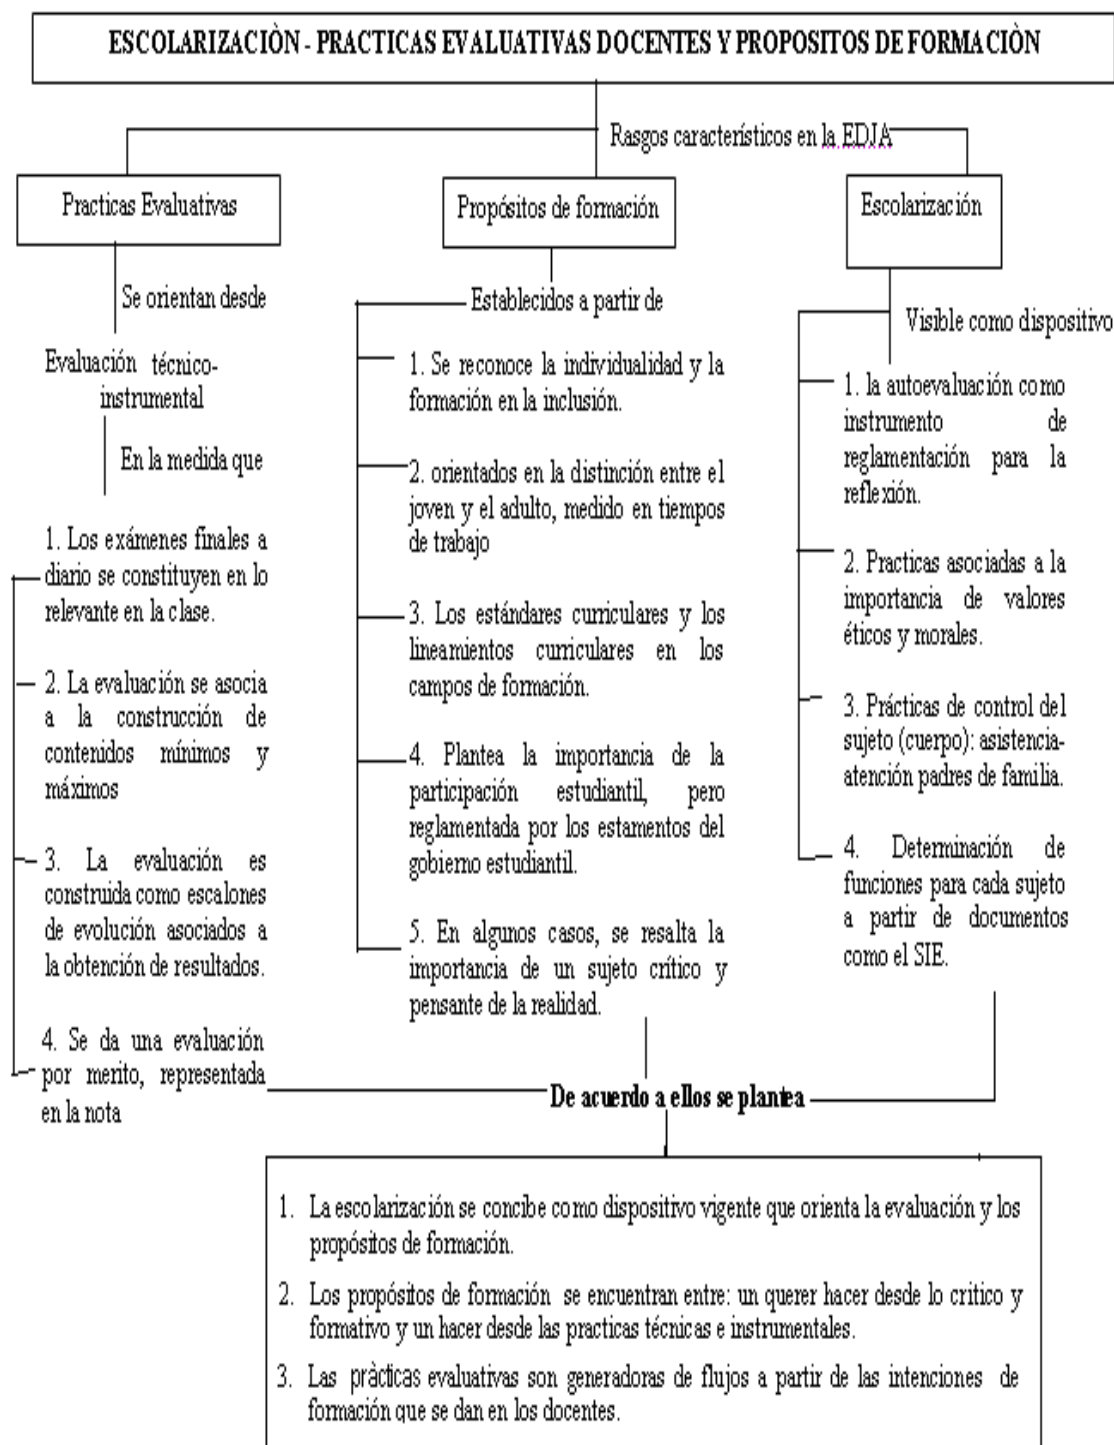 ESCOLARIZACIÒN - PRACTICAS EVALUATIVAS DOCENTES Y PROPOSITOS DE FORMACIÒN
Rasgos característicos en la EDJA
Practicas Evaluativas
Se orientan desde
Evaluación técnico-
instrumental
En la medida que
1. Los exámenes finales a
diario se constituyen en lo
relevante en la clase.
2. La evaluación se asocia
a la construcción de
contenidos mínimos y
máximos
3. La evaluación es
construida como escalones
de evolución asociados a
la obtención de resultados.
4. Se da una evaluación
por merito, representada
en la nota
Propósitos de formación
Establecidos a partir de
1. Se reconoce la individualidad y la
formación en la inclusión.
2. orientados en la distinción entre el
joven y el adulto, medido en tiempos
de trabajo
3. Los estándares curriculares y los
lineamientos curriculares en los
campos de formación.
4. Plantea la importancia de la
participación estudiantil, pero
reglamentada por los estamentos del
gobierno estudiantil.
5. En algunos casos, se resalta la
importancia de un sujeto crítico y
pensante de la realidad.
Escolarización
Visible como dispositivo
1. la autoevaluación como
instrumento de
reglamentación para la
reflexión.
2. Practicas asociadas a la
importancia de valores
éticos y morales.
3. Prácticas de control del
sujeto (cuerpo): asistencia-
atención padres de familia.
4. Determinación de
funciones para cada sujeto
a partir de documentos
como el SIE.
De acuerdo a ellos se plantea
1. La escolarización se concibe como dispositivo vigente que orienta la evaluación y los
propósitos de formación.
2. Los propósitos de formación se encuentran entre: un querer hacer desde lo critico y
formativo y un hacer desde las practicas técnicas e instrumentales.
3. Las pràcticas evaluativas son generadoras de flujos a partir de las intenciones de
formación que se dan en los docentes.